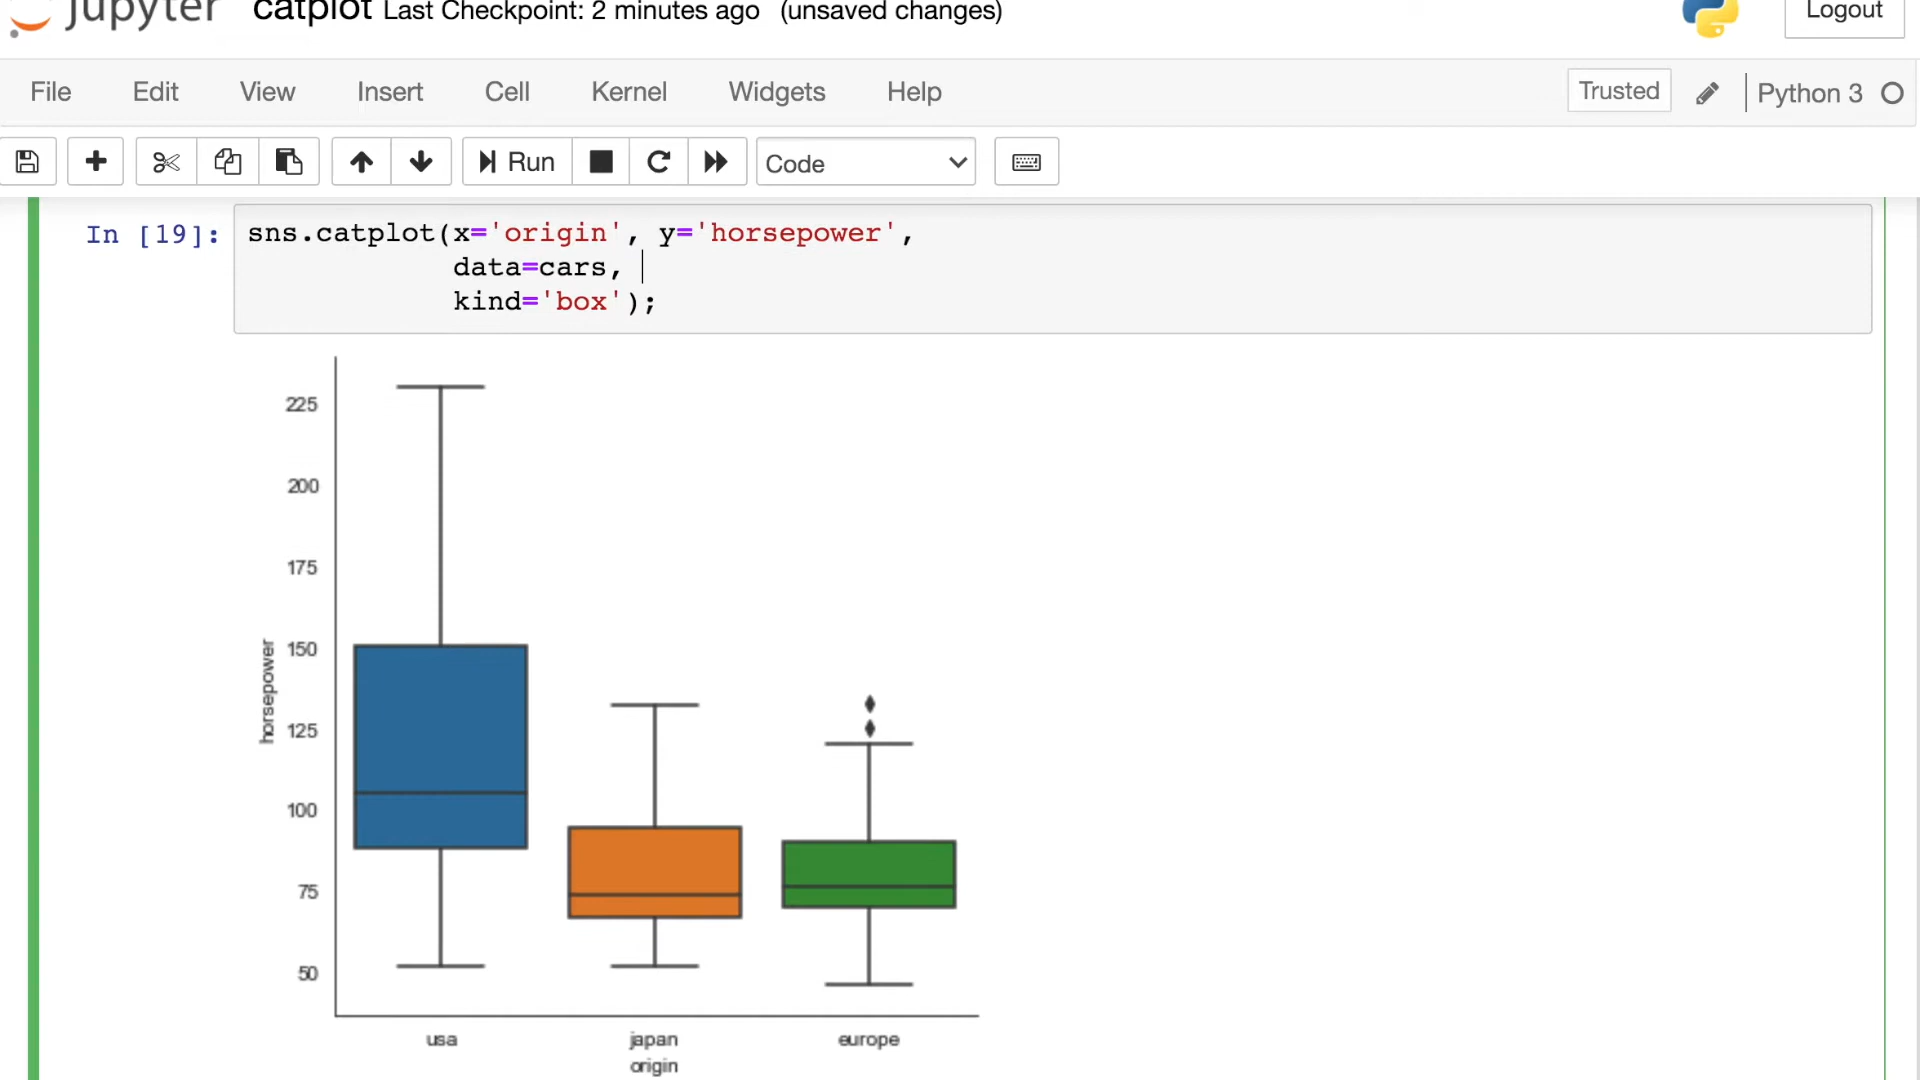 jupyter catplot Last Checkpoint: 2 minutes ago (unsaved changes) Logout
File Edit View Insert Cell Kernel Widgets Help Trusted Python 3
Run Code
In [19]: sns.catplot(x='origin', y='horsepower',
data=cars,
kind='box');
225
200
175
150
125
100
75
50
horsepower
usa japan europe
origin